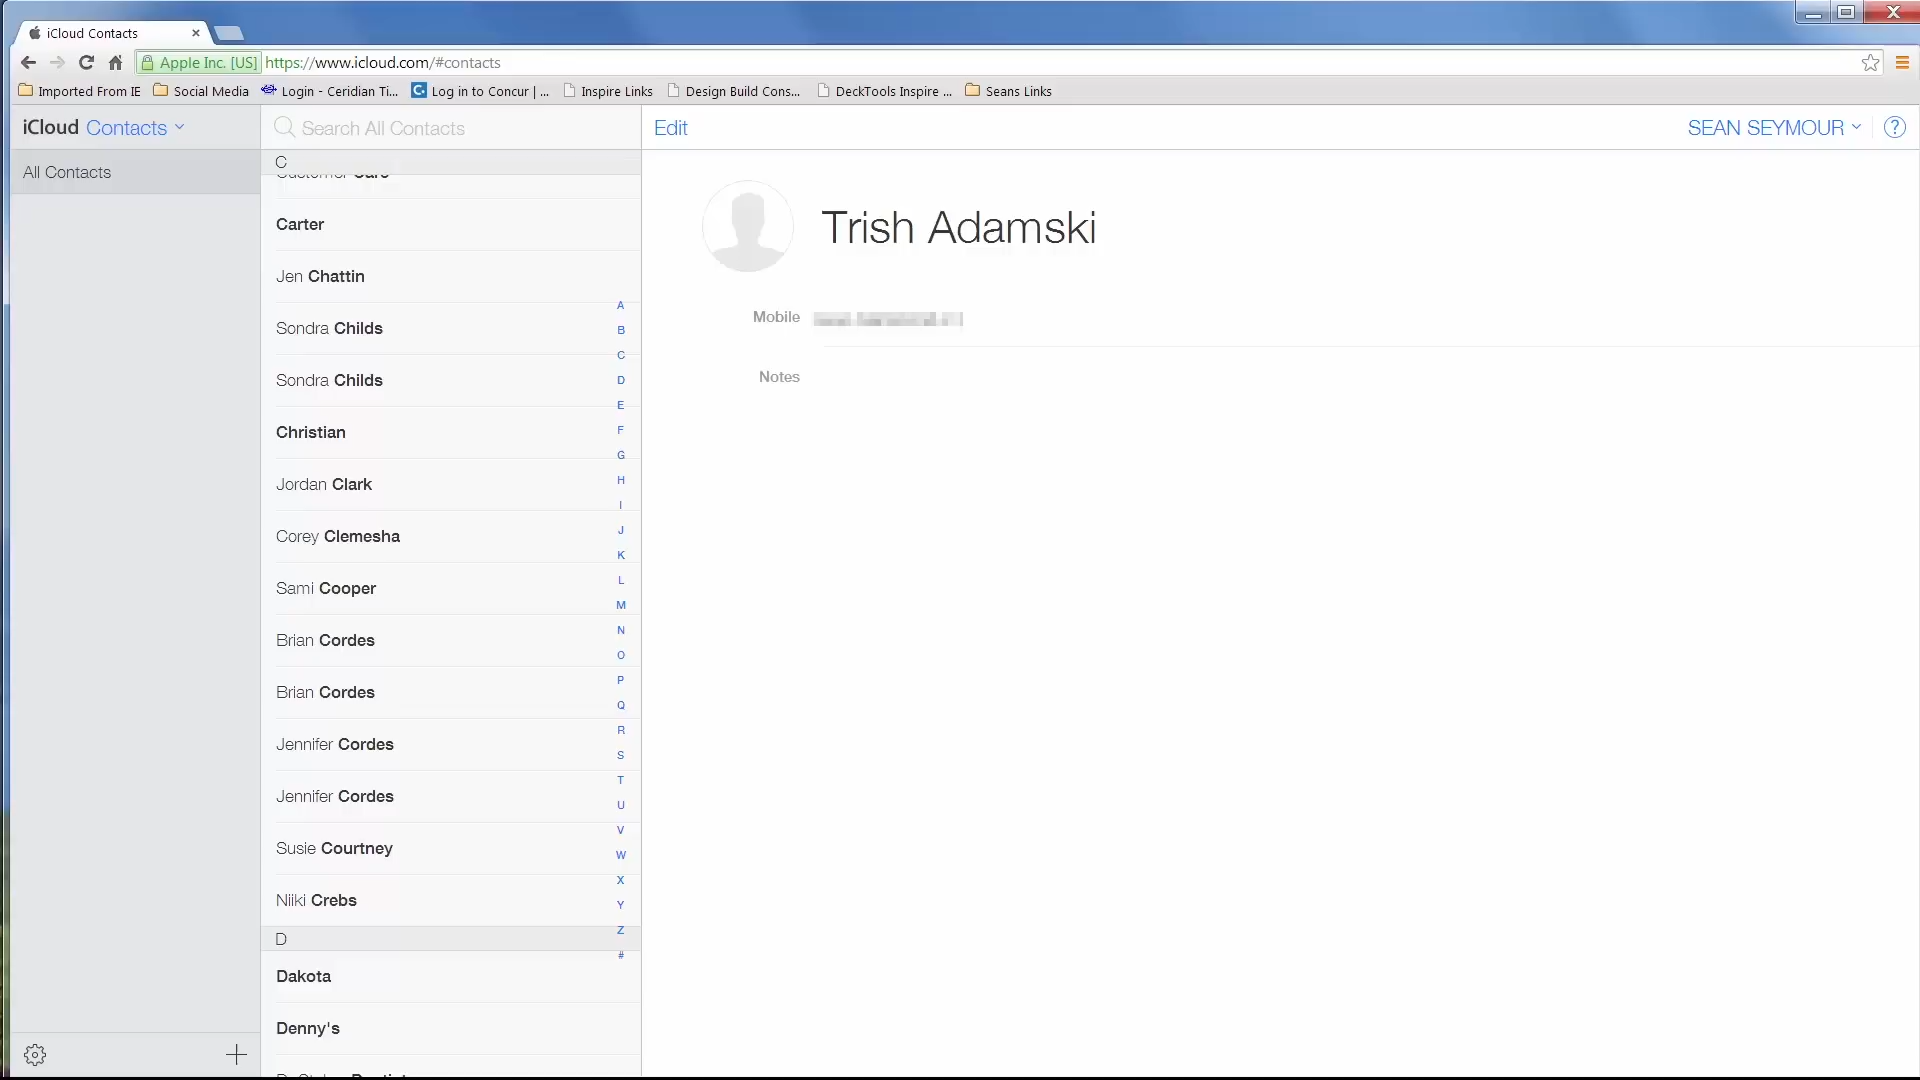 iCloud Contacts
Apple Inc. [US] https://www.icloud.com/#contacts
Imported From IE Social Media Login - Ceridian Ti... Log in to Concur | ... Inspire Links Design Build Cons... DeckTools Inspire ... Seans Links
iCloud Contacts
Search All Contacts
Edit
SEAN SEYMOUR
?
All Contacts
C
Customer Care
Carter
Jen Chattin
Sondra Childs
Sondra Childs
Christian
Jordan Clark
Corey Clemesha
Sami Cooper
Brian Cordes
Brian Cordes
Jennifer Cordes
Jennifer Cordes
Susie Courtney
Niiki Crebs
D
Dakota
Denny's
A
B
C
D
E
F
G
H
I
J
K
L
M
N
O
P
Q
R
S
T
U
V
W
X
Y
Z
#
Trish Adamski
Mobile
Notes